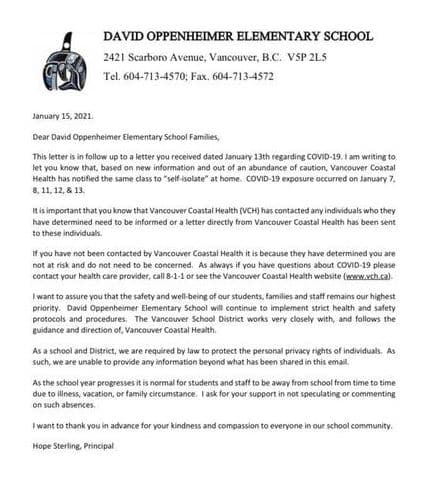 DAVID OPPENHEIMER ELEMENTARY SCHOOL
2421 Scarboro Avenue, Vancouver, B.C.  V5P 2L5
Tel. 604-713-4570; Fax. 604-713-4572
January 15, 2021.
Dear David Oppenheimer Elementary School Families,
This letter is in follow up to a letter you received dated January 13th regarding COVID-19. I am writing to
let you know that, based on new information and out of an abundance of caution, Vancouver Coastal
Health has notified the same class to "self-isolate" at home.  COVID-19 exposure occurred on January 7,
8, 11, 12, & 13.
It is important that you know that Vancouver Coastal Health (VCH) has contacted any individuals who they
have determined need to be informed or a letter directly from Vancouver Coastal Health has been sent
to these individuals.
If you have not been contacted by Vancouver Coastal Health it is because they have determined you are
not at risk and do not need to be concerned.  As always if you have questions about COVID-19 please
contact your health care provider, call 8-1-1 or see the Vancouver Coastal Health website (www.vch.ca).
I want to assure you that the safety and well-being of our students, families and staff remains our highest
priority.  David Oppenheimer Elementary School will continue to implement strict health and safety
protocols and procedures.  The Vancouver School District works very closely with, and follows the
guidance and direction of, Vancouver Coastal Health.
As a school and District, we are required by law to protect the personal privacy rights of individuals.  As
such, we are unable to provide any information beyond what has been shared in this email.
As the school year progresses it is normal for students and staff to be away from school from time to time
due to illness, vacation, or family circumstance.  I ask for your support in not speculating or commenting
on such absences.
I want to thank you in advance for your kindness and compassion to everyone in our school community.
Hope Sterling, Principal